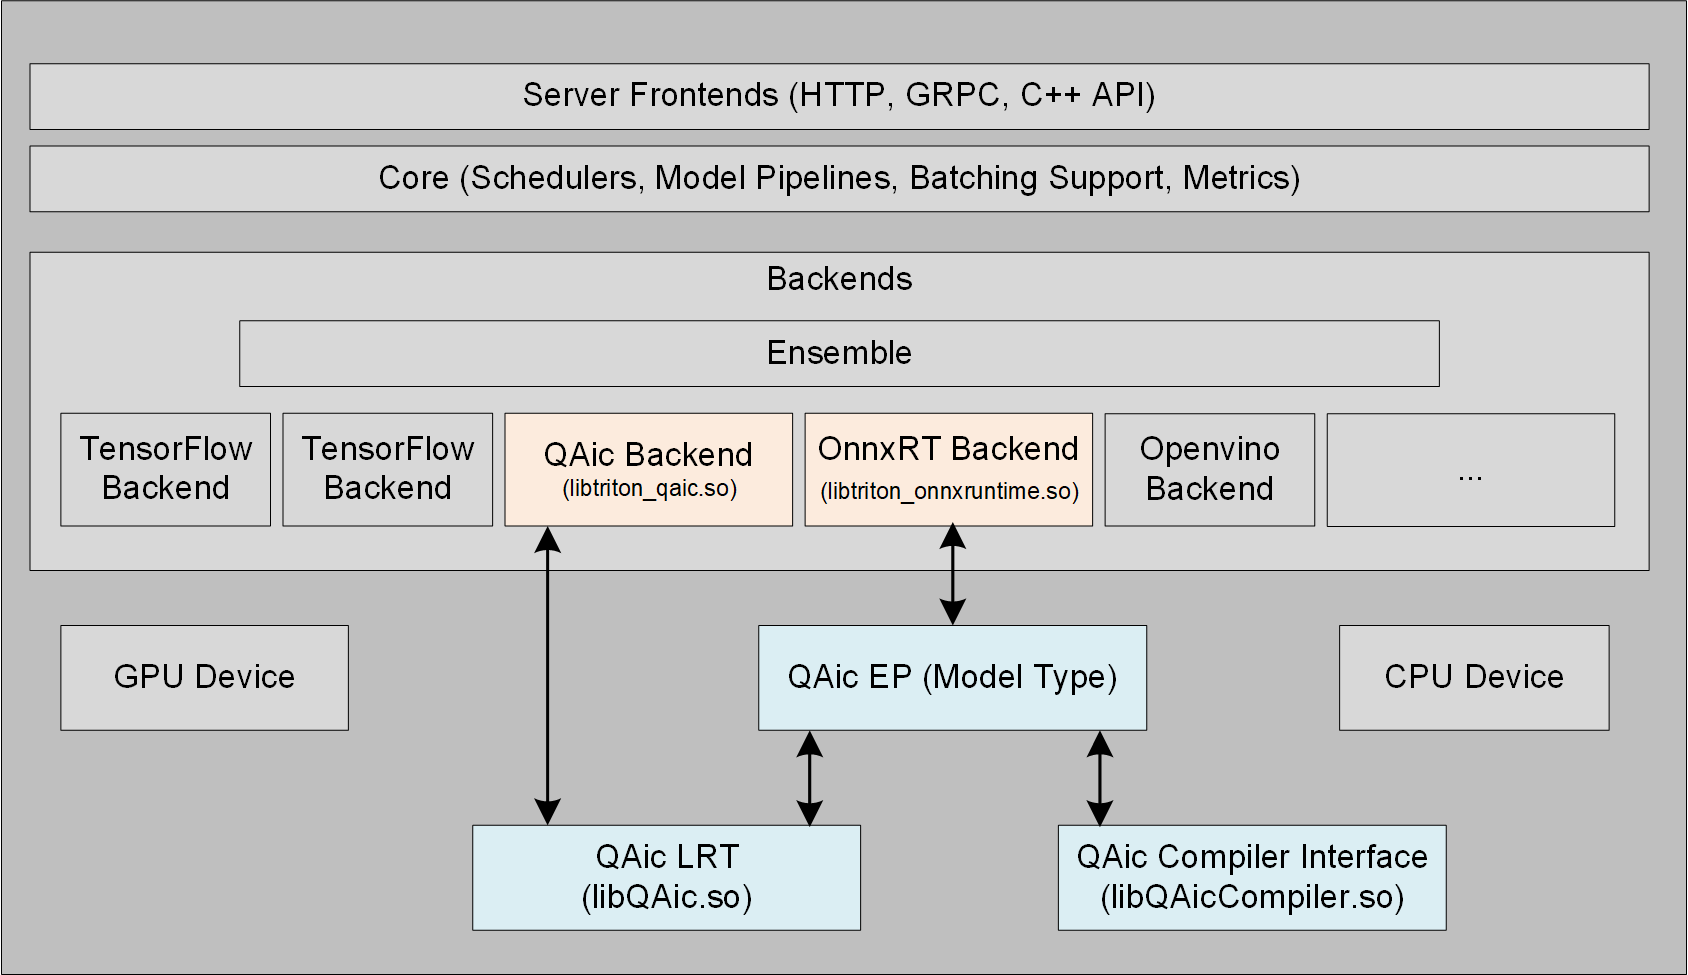 Server Frontends (HTTP, GRPC, C++ API)
Core (Schedulers, Model Pipelines, Batching Support, Metrics)
Backends
Ensemble
TensorFlow
Backend
TensorFlow
Backend
QAic Backend
(libtriton_qaic.so)
OnnxRT Backend
(libtriton_onnxruntime.so)
Openvino
Backend
...
GPU Device
QAic EP (Model Type)
CPU Device
QAic LRT
(libQAic.so)
QAic Compiler Interface
(libQAicCompiler.so)